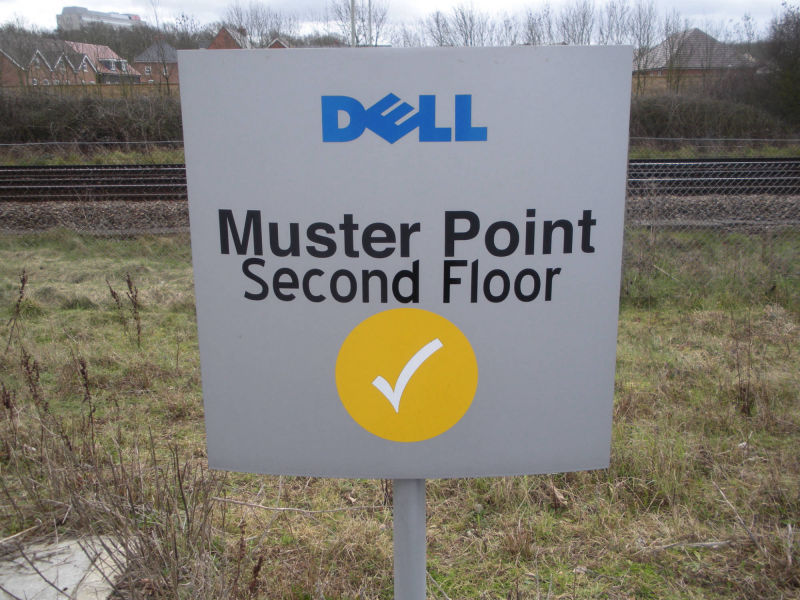 DELL
Muster Point
Second Floor